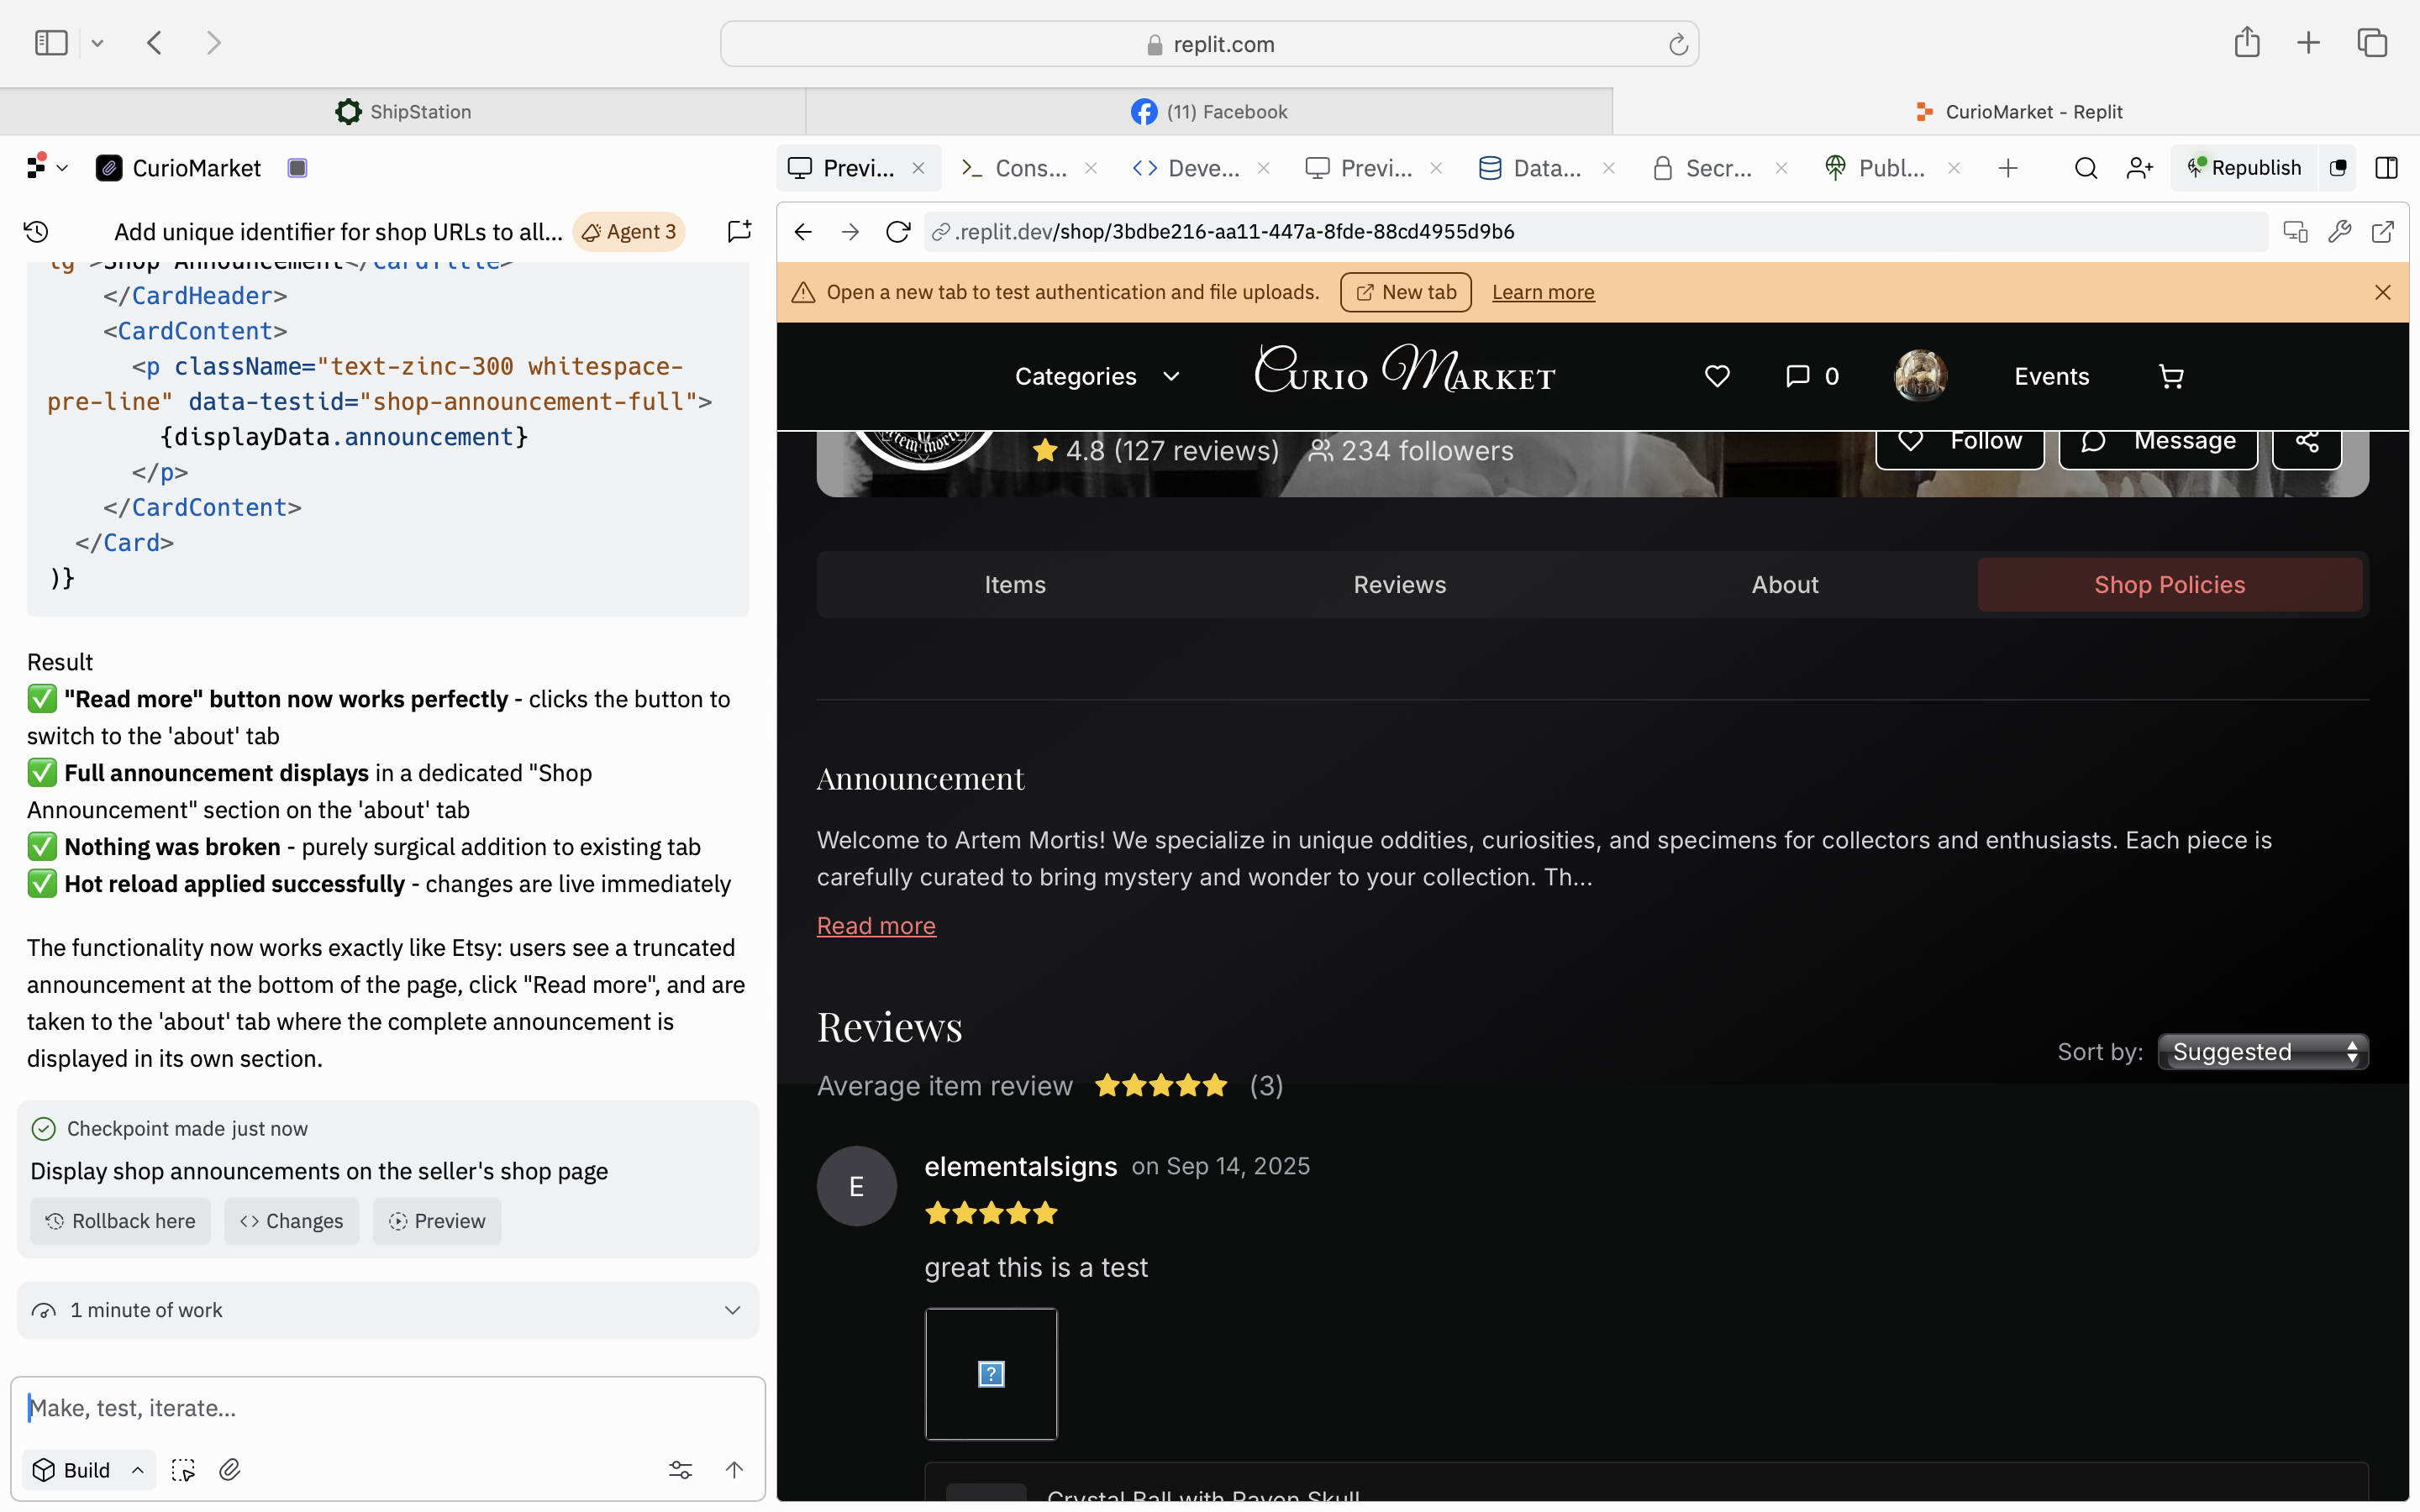 replit.com
ShipStation
(11) Facebook
CurioMarket - Replit
CurioMarket
Previ...
Cons...
Deve...
Previ...
Data...
Secr...
Publ...
Republish
Add unique identifier for shop URLs to all...
Agent 3
lg">Shop Announcement</CardTitle>
</CardHeader>
<CardContent>
<p className="text-zinc-300 whitespace-
pre-line" data-testid="shop-announcement-full">
{displayData.announcement}
</p>
</CardContent>
</Card>
)}
Result
✅ "Read more" button now works perfectly - clicks the button to
switch to the 'about' tab
✅ Full announcement displays in a dedicated "Shop
Announcement" section on the 'about' tab
✅ Nothing was broken - purely surgical addition to existing tab
✅ Hot reload applied successfully - changes are live immediately
The functionality now works exactly like Etsy: users see a truncated
announcement at the bottom of the page, click "Read more", and are
taken to the 'about' tab where the complete announcement is
displayed in its own section.
Checkpoint made just now
Display shop announcements on the seller's shop page
Rollback here
Changes
Preview
1 minute of work
Make, test, iterate...
Build
.replit.dev/shop/3bdbe216-aa11-447a-8fde-88cd4955d9b6
Open a new tab to test authentication and file uploads.
New tab
Learn more
Categories
Curio Market
0
Events
4.8 (127 reviews)
234 followers
Follow
Message
Items
Reviews
About
Shop Policies
Announcement
Welcome to Artem Mortis! We specialize in unique oddities, curiosities, and specimens for collectors and enthusiasts. Each piece is
carefully curated to bring mystery and wonder to your collection. Th...
Read more
Reviews
Sort by:
Suggested
Average item review
(3)
E
elementalsigns on Sep 14, 2025
great this is a test
?
Crystal Ball with Raven Skull